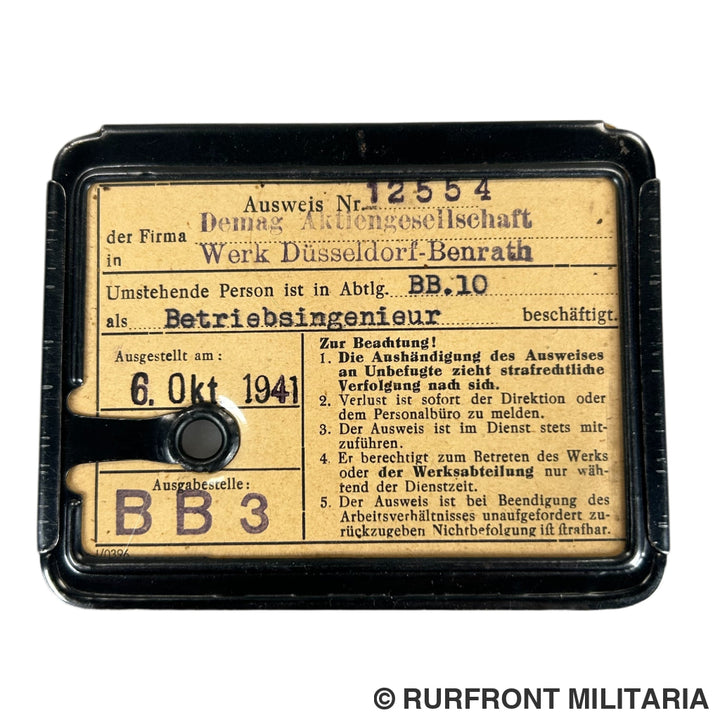 Ausweis Nr. 12554
der Firma Demag Aktiengesellschaft
in Werk Düsseldorf-Benrath
Umstehende Person ist in Abtlg. BB.10
als Betriebsingenieur beschäftigt.
Ausgestellt am:
6. Okt 1941
Ausgabestelle:
BB3
Zur Beachtung!
1. Die Aushändigung des Ausweises
an Unbefugte zieht strafrechtliche
Verfolgung nach sich.
2. Verlust ist sofort der Direktion oder
dem Personalbüro zu melden.
3. Der Ausweis ist im Dienst stets mit-
zuführen.
4. Er berechtigt zum Betreten des Werks
oder der Werksabteilung nur wäh-
rend der Dienstzeit.
5. Der Ausweis ist bei Beendigung des
Arbeitsverhältnisses unaufgefordert zu-
rückzugeben Nichtbefolgung ist strafbar.
I/0396
© RURFRONT MILITARIA